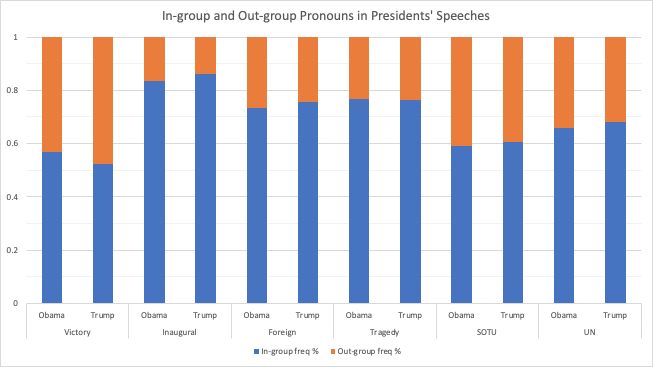 In-group and Out-group Pronouns in Presidents' Speeches
1
0.8
0.6
0.4
0.2
0
Obama Trump Obama Trump Obama Trump Obama Trump Obama Trump Obama Trump
Victory Inaugural Foreign Tragedy SOTU UN
In-group freq % Out-group freq %